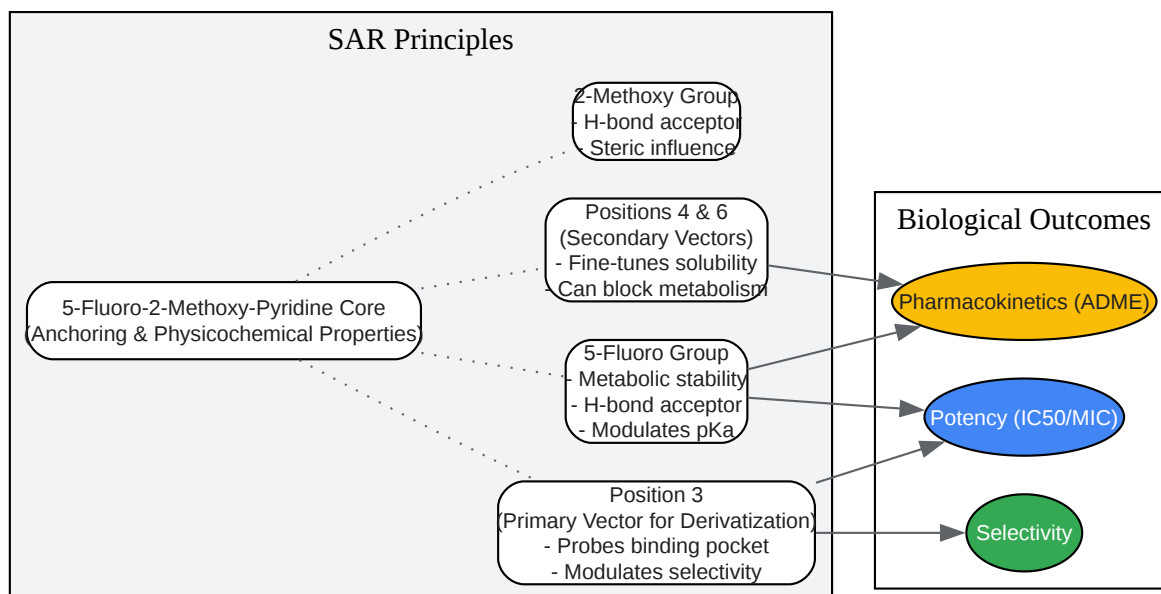 SAR Principles
2-Methoxy Group
- H-bond acceptor
- Steric influence
Positions 4 & 6
(Secondary Vectors)
- Fine-tunes solubility
- Can block metabolism
5-Fluoro-2-Methoxy-Pyridine Core
(Anchoring & Physicochemical Properties)
5-Fluoro Group
- Metabolic stability
- H-bond acceptor
- Modulates pKa
Position 3
(Primary Vector for Derivatization)
- Probes binding pocket
- Modulates selectivity
Biological Outcomes
Pharmacokinetics (ADME)
Potency (IC50/MIC)
Selectivity